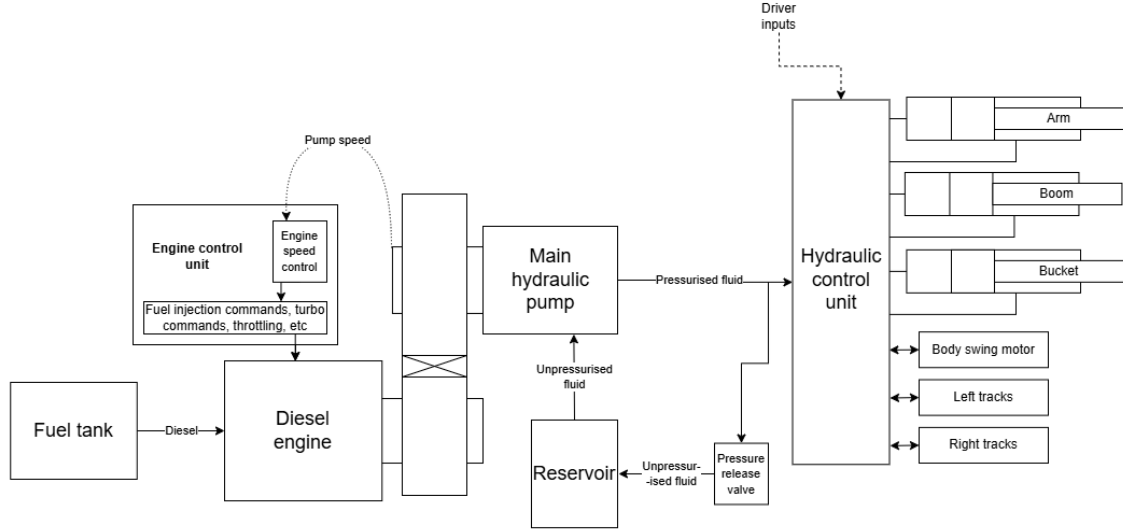 Driver
inputs
Pump speed
Engine control
unit
Engine
speed
control
Fuel injection commands, turbo
commands, throttling, etc
Fuel tank
Diesel
Diesel
engine
Main
hydraulic
pump
Pressurised fluid
Unpressurised
fluid
Reservoir
Unpressur-
-ised fluid
Pressure
release
valve
Hydraulic
control
unit
Arm
Boom
Bucket
Body swing motor
Left tracks
Right tracks